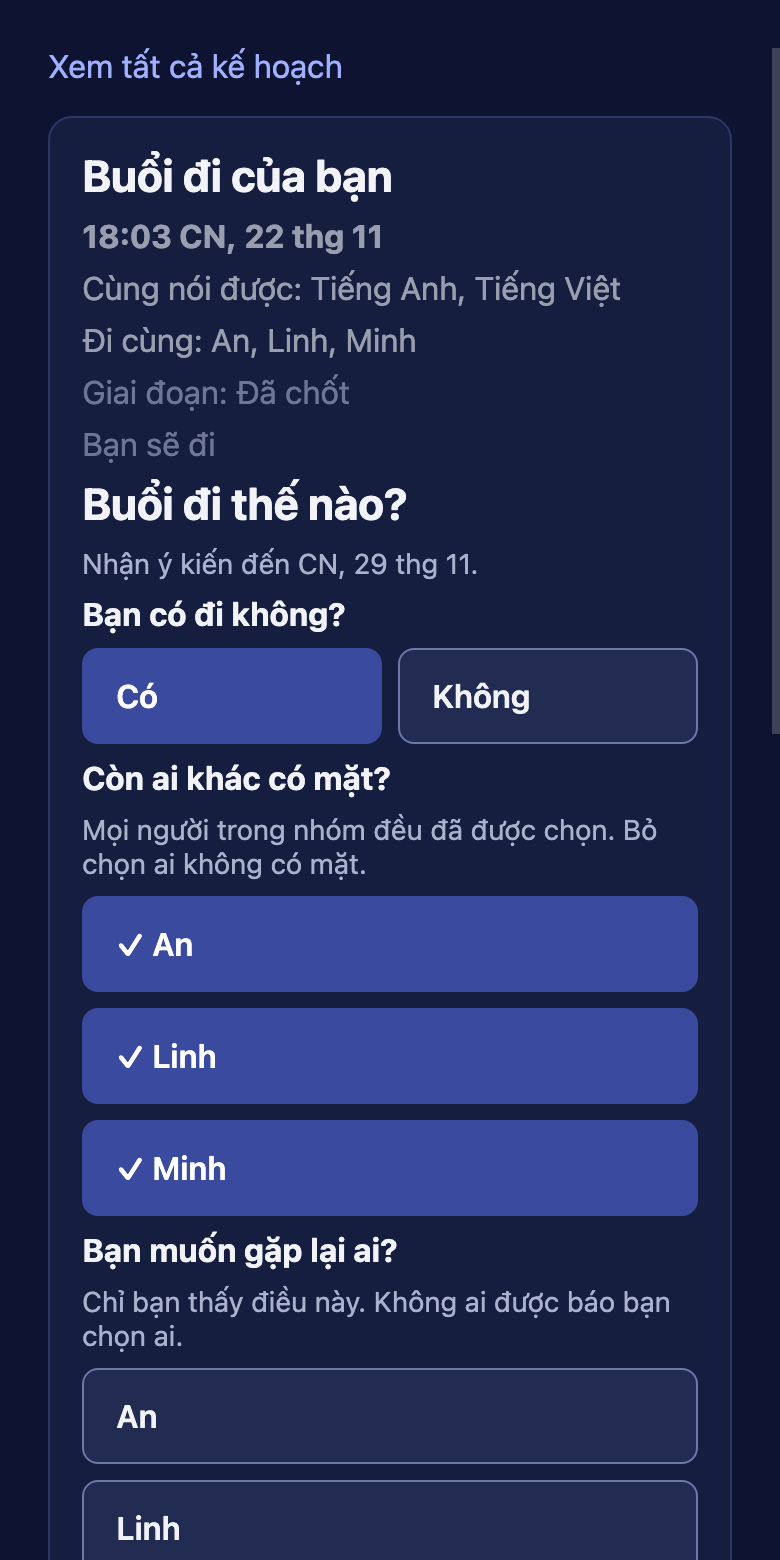 Xem tất cả kế hoạch
Buổi đi của bạn
18:03 CN, 22 thg 11
Cùng nói được: Tiếng Anh, Tiếng Việt
Đi cùng: An, Linh, Minh
Giai đoạn: Đã chốt
Bạn sẽ đi
Buổi đi thế nào?
Nhận ý kiến đến CN, 29 thg 11.
Bạn có đi không?
Có
Không
Còn ai khác có mặt?
Mọi người trong nhóm đều đã được chọn. Bỏ
chọn ai không có mặt.
✓ An
✓ Linh
✓ Minh
Bạn muốn gặp lại ai?
Chỉ bạn thấy điều này. Không ai được báo bạn
chọn ai.
An
Linh